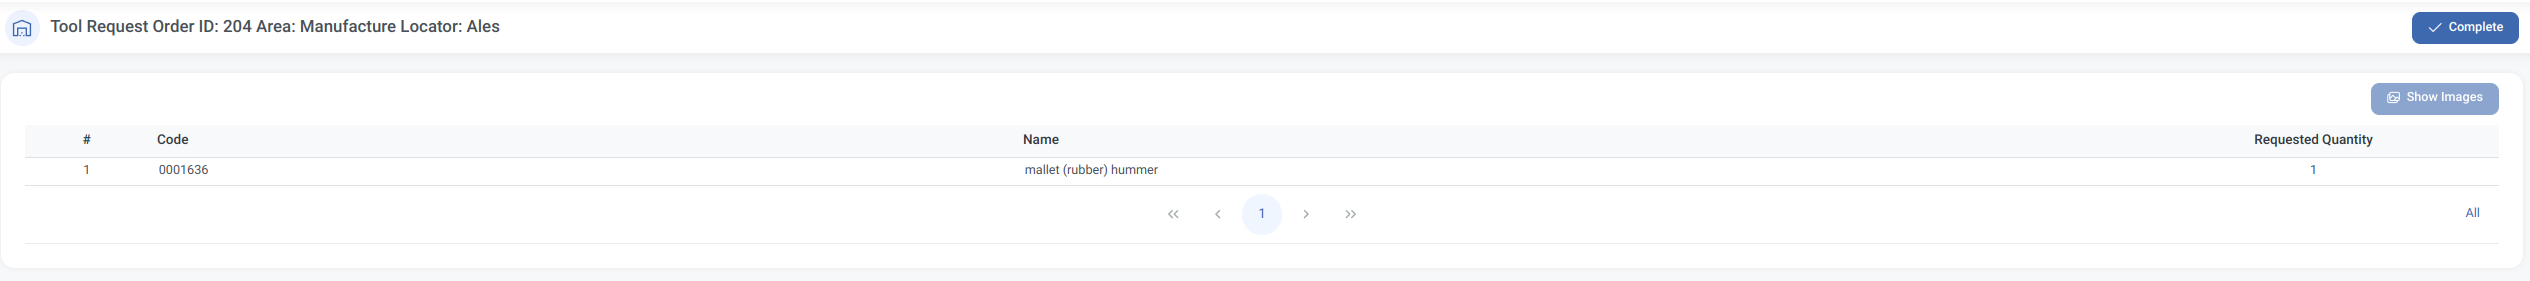 Tool Request Order ID: 204 Area: Manufacture Locator: Ales
Complete
Show Images
# Code Name Requested Quantity
1 0001636 mallet (rubber) hummer 1
1
All